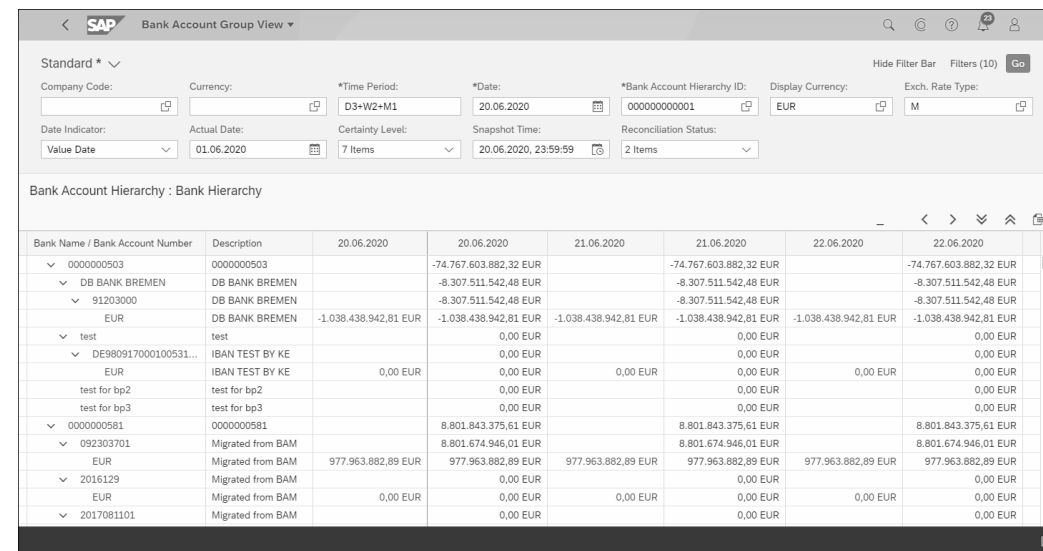 SAP Bank Account Group View 23
Standard * Hide Filter Bar Filters (10) Go
Company Code: Currency: *Time Period: *Date: *Bank Account Hierarchy ID: Display Currency: Exch. Rate Type:
D3+W2+M1 20.06.2020 000000000001 EUR M
Date Indicator: Actual Date: Certainty Level: Snapshot Time: Reconciliation Status:
Value Date 01.06.2020 7 Items 20.06.2020, 23:59:59 2 Items
Bank Account Hierarchy : Bank Hierarchy
Bank Name / Bank Account Number Description 20.06.2020 20.06.2020 21.06.2020 21.06.2020 22.06.2020 22.06.2020
0000000503 0000000503 -74.767.603.882,32 EUR -74.767.603.882,32 EUR -74.767.603.882,32 EUR
DB BANK BREMEN DB BANK BREMEN -8.307.511.542,48 EUR -8.307.511.542,48 EUR -8.307.511.542,48 EUR
91203000 DB BANK BREMEN -8.307.511.542,48 EUR -8.307.511.542,48 EUR -8.307.511.542,48 EUR
EUR DB BANK BREMEN -1.038.438.942,81 EUR -1.038.438.942,81 EUR -1.038.438.942,81 EUR -1.038.438.942,81 EUR -1.038.438.942,81 EUR -1.038.438.942,81 EUR
test test 0,00 EUR 0,00 EUR 0,00 EUR
DE980917000100531... IBAN TEST BY KE 0,00 EUR 0,00 EUR 0,00 EUR
EUR IBAN TEST BY KE 0,00 EUR 0,00 EUR 0,00 EUR 0,00 EUR 0,00 EUR 0,00 EUR
test for bp2 test for bp2 0,00 EUR 0,00 EUR 0,00 EUR
test for bp3 test for bp3 0,00 EUR 0,00 EUR 0,00 EUR
0000000581 0000000581 8.801.843.375,61 EUR 8.801.843.375,61 EUR 8.801.843.375,61 EUR
092303701 Migrated from BAM 8.801.674.946,01 EUR 8.801.674.946,01 EUR 8.801.674.946,01 EUR
EUR Migrated from BAM 977.963.882,89 EUR 977.963.882,89 EUR 977.963.882,89 EUR 977.963.882,89 EUR 977.963.882,89 EUR 977.963.882,89 EUR
2016129 Migrated from BAM 0,00 EUR 0,00 EUR 0,00 EUR
EUR Migrated from BAM 0,00 EUR 0,00 EUR 0,00 EUR 0,00 EUR 0,00 EUR 0,00 EUR
2017081101 Migrated from BAM 0,00 EUR 0,00 EUR 0,00 EUR